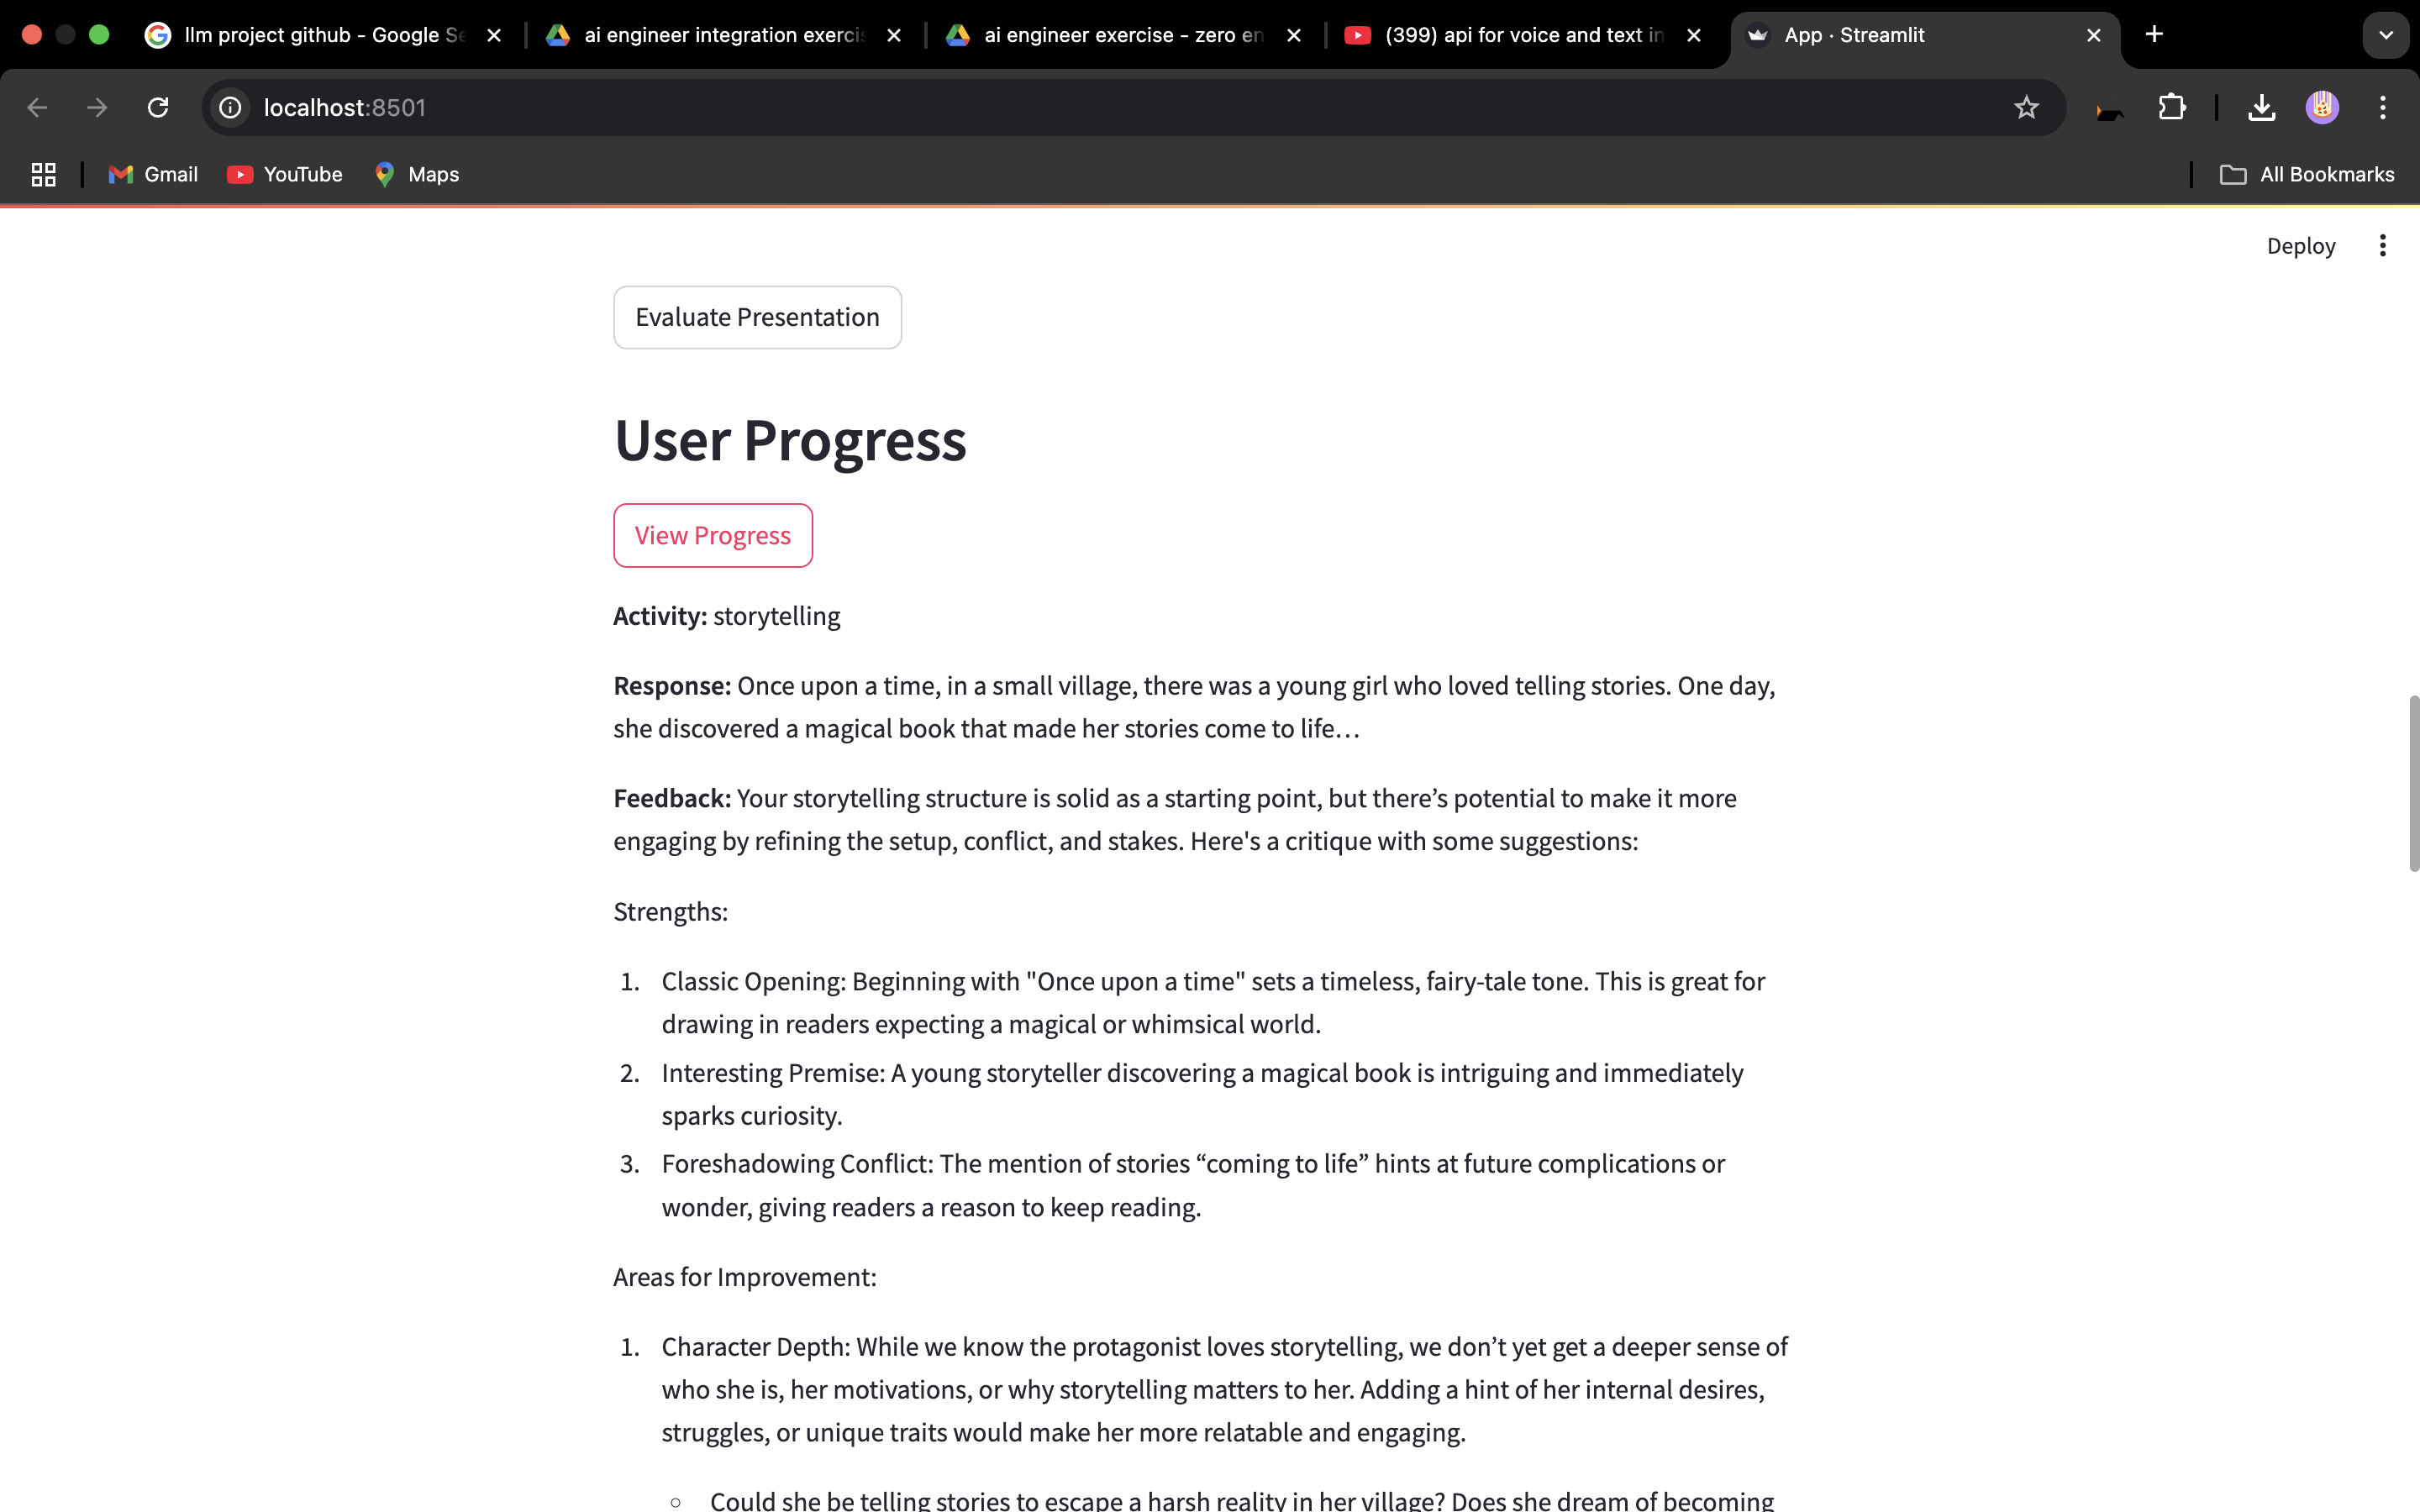 llm project github - Google Se
ai engineer integration exercis
ai engineer exercise - zero en
(399) api for voice and text in
App · Streamlit
localhost:8501
Gmail
YouTube
Maps
All Bookmarks
Deploy
Evaluate Presentation
User Progress
View Progress
Activity: storytelling
Response: Once upon a time, in a small village, there was a young girl who loved telling stories. One day,
she discovered a magical book that made her stories come to life…
Feedback: Your storytelling structure is solid as a starting point, but there’s potential to make it more
engaging by refining the setup, conflict, and stakes. Here's a critique with some suggestions:
Strengths:
1. Classic Opening: Beginning with "Once upon a time" sets a timeless, fairy-tale tone. This is great for
drawing in readers expecting a magical or whimsical world.
2. Interesting Premise: A young storyteller discovering a magical book is intriguing and immediately
sparks curiosity.
3. Foreshadowing Conflict: The mention of stories “coming to life” hints at future complications or
wonder, giving readers a reason to keep reading.
Areas for Improvement:
1. Character Depth: While we know the protagonist loves storytelling, we don’t yet get a deeper sense of
who she is, her motivations, or why storytelling matters to her. Adding a hint of her internal desires,
struggles, or unique traits would make her more relatable and engaging.
○ Could she be telling stories to escape a harsh reality in her village? Does she dream of becoming